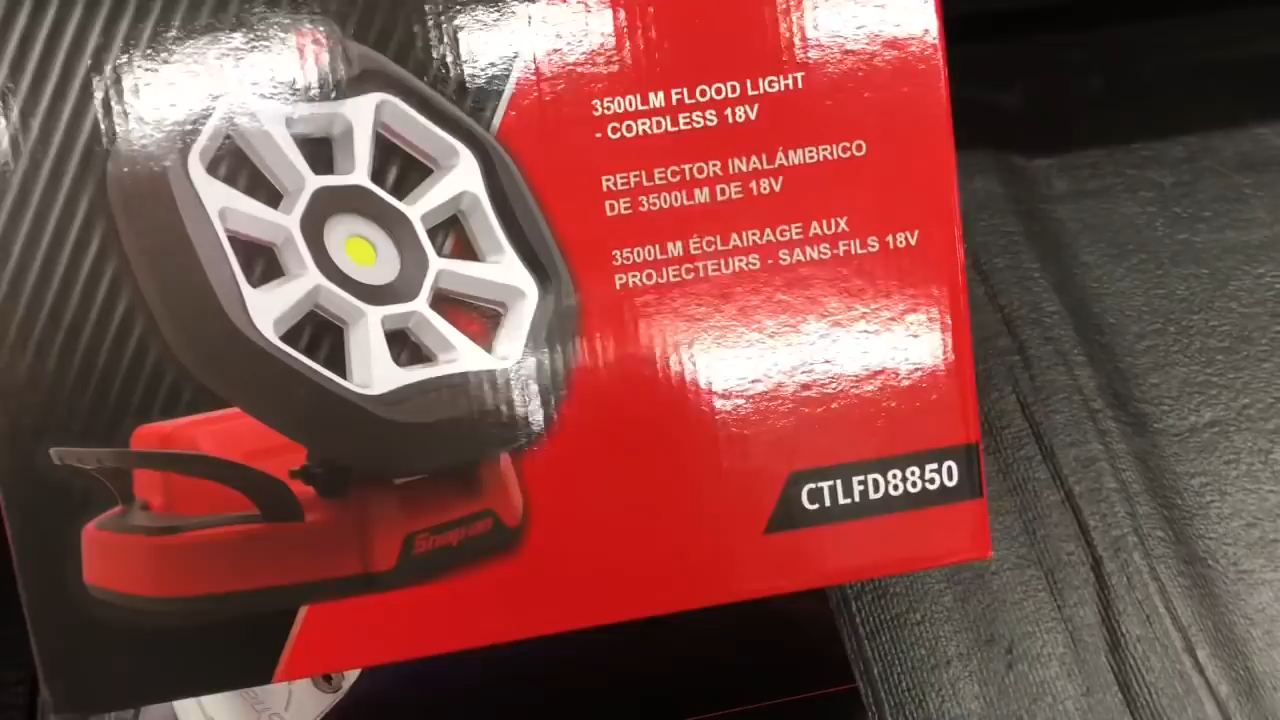 3500LM FLOOD LIGHT
- CORDLESS 18V
REFLECTOR INALÁMBRICO
DE 3500LM DE 18V
3500LM ÉCLAIRAGE AUX
PROJECTEURS - SANS-FILS 18V
CTLFD8850
Snap-on